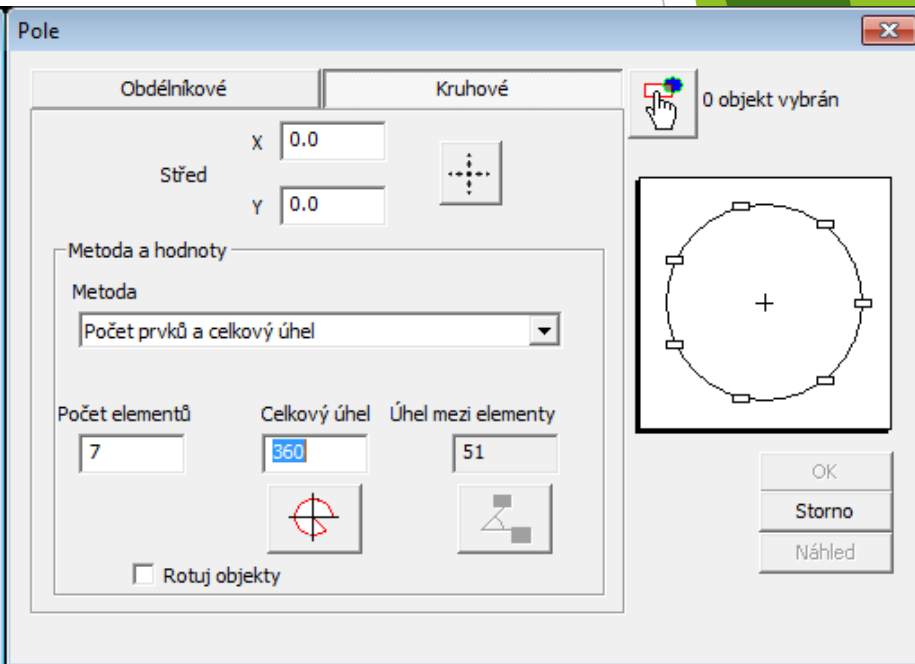 Pole
Obdélníkové
Kruhové
0 objekt vybrán
X 0.0
Střed
Y 0.0
Metoda a hodnoty
Metoda
Počet prvků a celkový úhel
Počet elementů Celkový úhel Úhel mezi elementy
7 360 51
Rotuj objekty
OK
Storno
Náhled